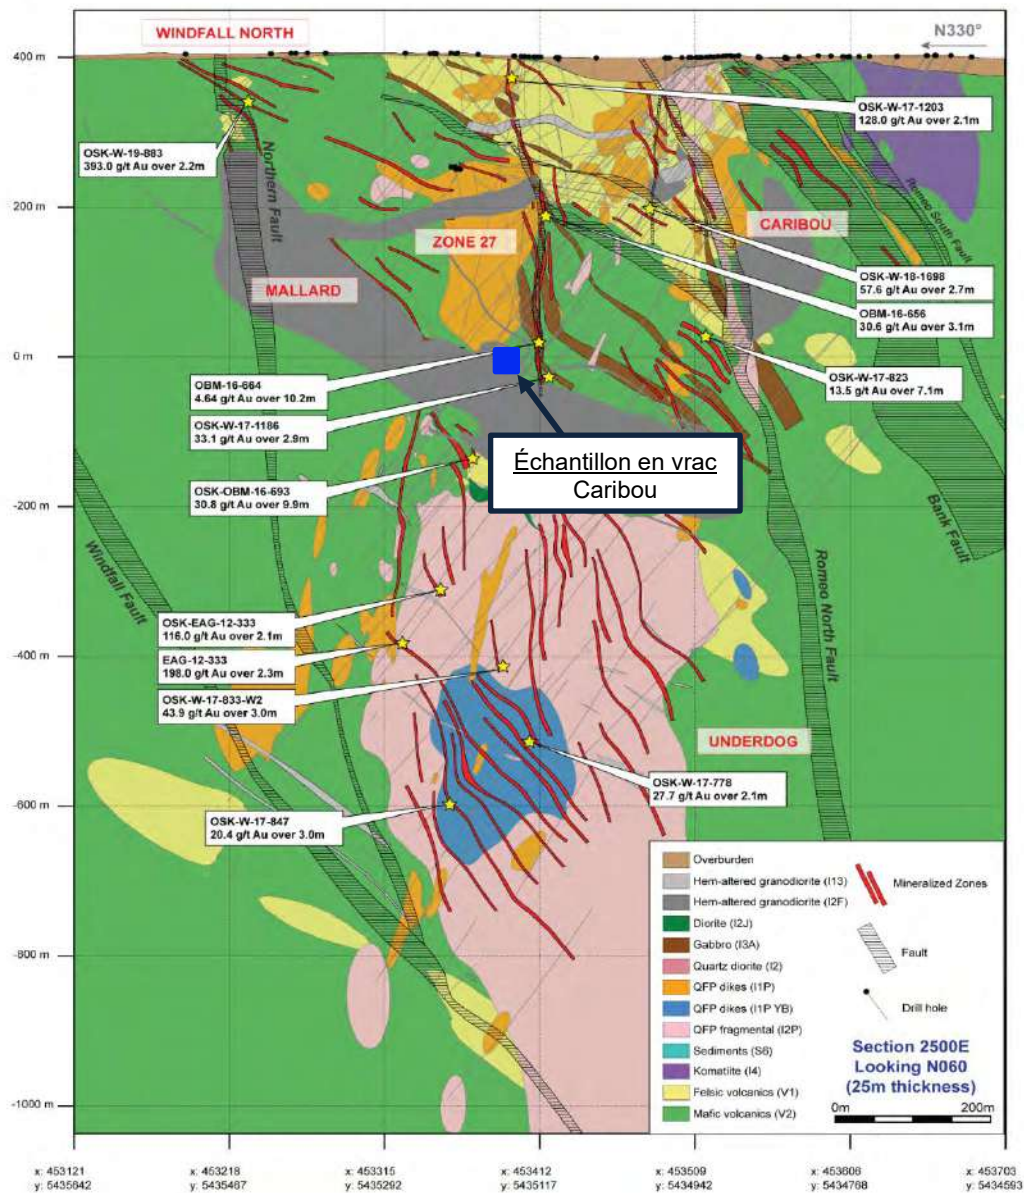 WINDFALL NORTH
N330°
400 m
OSK-W-17-1203
128.0 g/t Au over 2.1m
OSK-W-19-883
393.0 g/t Au over 2.2m
Northern Fault
Romeo South Fault
200 m
ZONE 27
CARIBOU
MALLARD
OSK-W-18-1698
57.6 g/t Au over 2.7m
OBM-16-656
30.6 g/t Au over 3.1m
0 m
OBM-16-664
4.64 g/t Au over 10.2m
OSK-W-17-823
13.5 g/t Au over 7.1m
OSK-W-17-1186
33.1 g/t Au over 2.9m
Échantillon en vrac
Caribou
OSK-OBM-16-693
30.8 g/t Au over 9.9m
-200 m
Bank Fault
Windfall Fault
Romeo North Fault
OSK-EAG-12-333
116.0 g/t Au over 2.1m
-400 m
EAG-12-333
198.0 g/t Au over 2.3m
OSK-W-17-833-W2
43.9 g/t Au over 3.0m
UNDERDOG
OSK-W-17-778
27.7 g/t Au over 2.1m
-600 m
OSK-W-17-847
20.4 g/t Au over 3.0m
-800 m
-1000 m
Overburden
Hem-altered granodiorite (I13)
Hem-altered granodiorite (I2F)
Diorite (I2J)
Gabbro (I3A)
Quartz diorite (I2)
QFP dikes (I1P)
QFP dikes (I1P YB)
QFP fragmental (I2P)
Sediments (S6)
Komatiite (I4)
Felsic volcanics (V1)
Mafic volcanics (V2)
Mineralized Zones
Fault
Drill hole
Section 2500E
Looking N060
(25m thickness)
0m 200m
x: 453121 x: 453218 x: 453315 x: 453412 x: 453509 x: 453606 x: 453703
y: 5435642 y: 5435467 y: 5435292 y: 5435117 y: 5434942 y: 5434768 y: 5434593